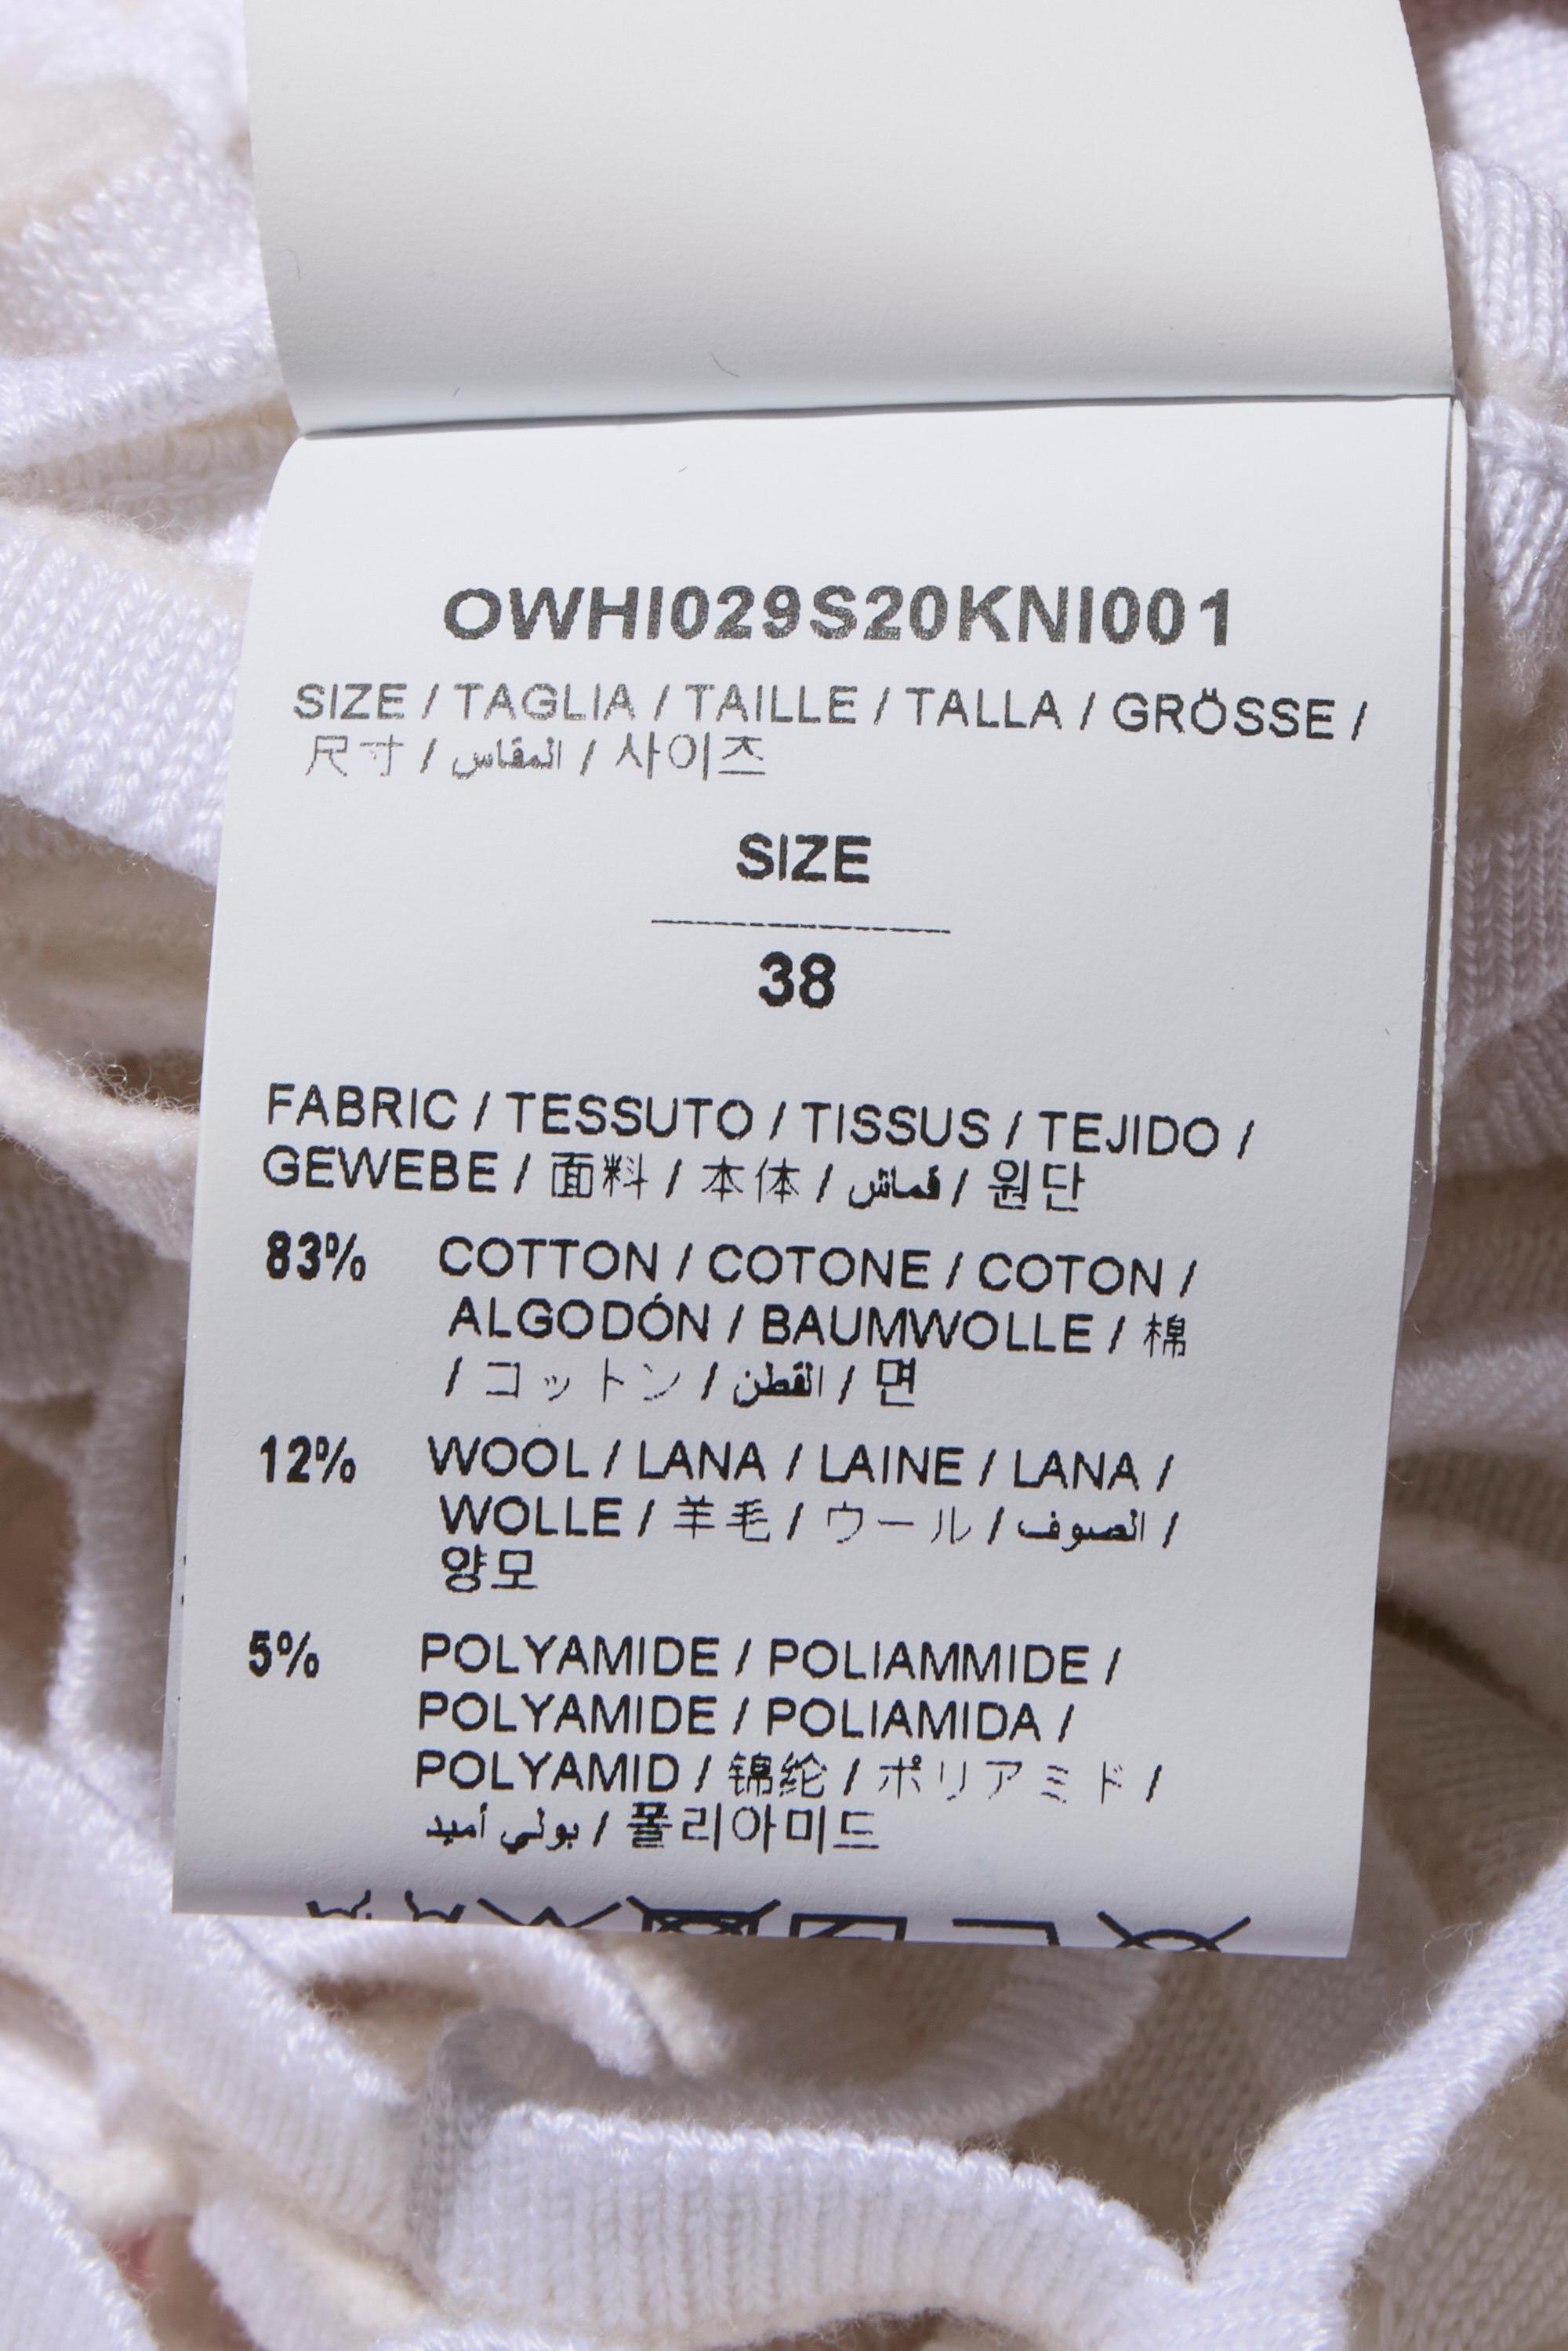 OWHI029S20KNI001
SIZE / TAGLIA / TAILLE / TALLA / GRÖSSE /
尺寸 / المقاس / 사이즈
SIZE
38
FABRIC / TESSUTO / TISSUS / TEJIDO /
GEWEBE / 面料 / 本体 / قماش / 원단
83% COTTON / COTONE / COTON /
ALGODÓN / BAUMWOLLE / 棉
/ コットン / القطن / 면
12% WOOL / LANA / LAINE / LANA /
WOLLE / 羊毛 / ウール / الصوف /
양모
5% POLYAMIDE / POLIAMMIDE /
POLYAMIDE / POLIAMIDA /
POLYAMID / 锦纶 / ポリアミド /
بولي أميد / 폴리아미드